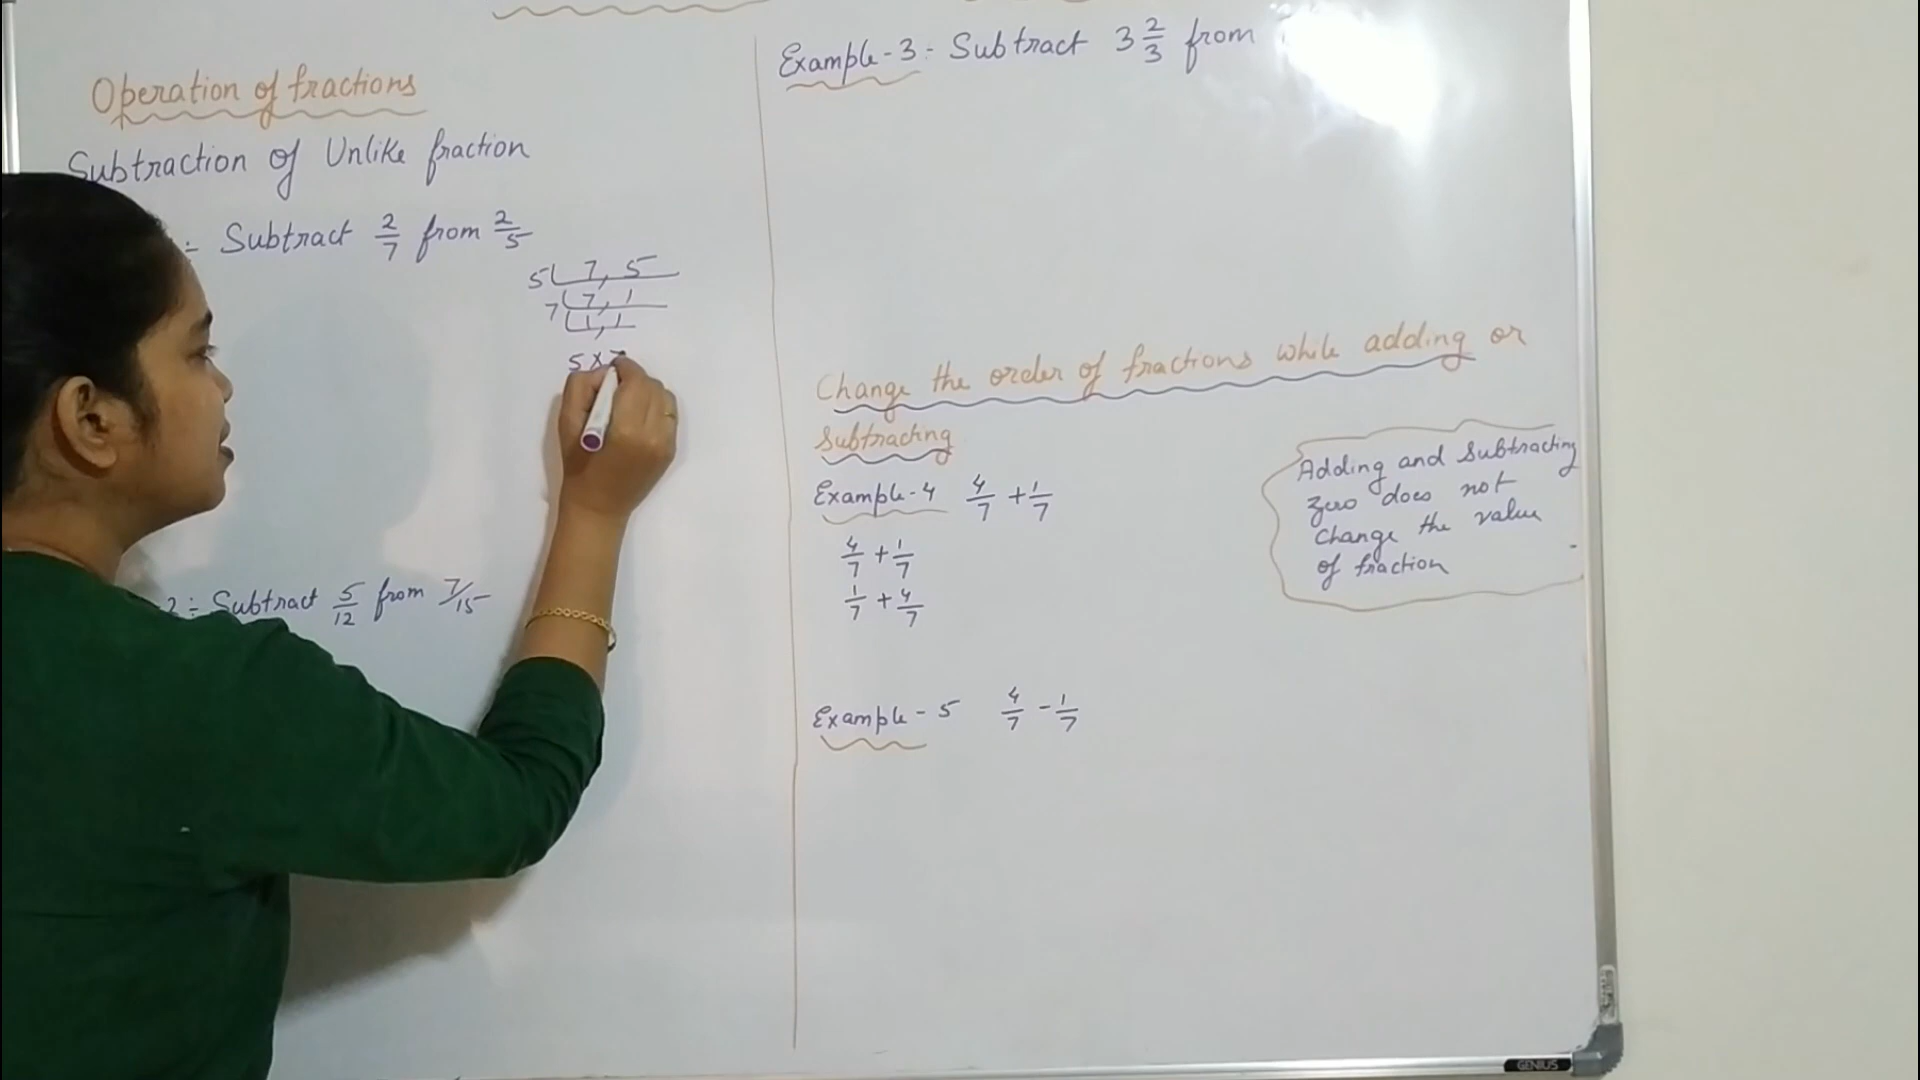 Operation of fractions
Subtraction of Unlike fraction
÷ Subtract 2/7 from 2/5
5 7, 5
7 7, 1
1, 1
5 x
2 ÷ Subtract 5/12 from 7/15
Example-3 ÷ Subtract 3 2/3 from
Change the order of fractions while adding or
Subtracting
Example-4 4/7 + 1/7
4/7 + 1/7
1/7 + 4/7
Adding and Subtracting
zero does not
change the value
of fraction
Example - 5 4/7 - 1/7
GENIUS